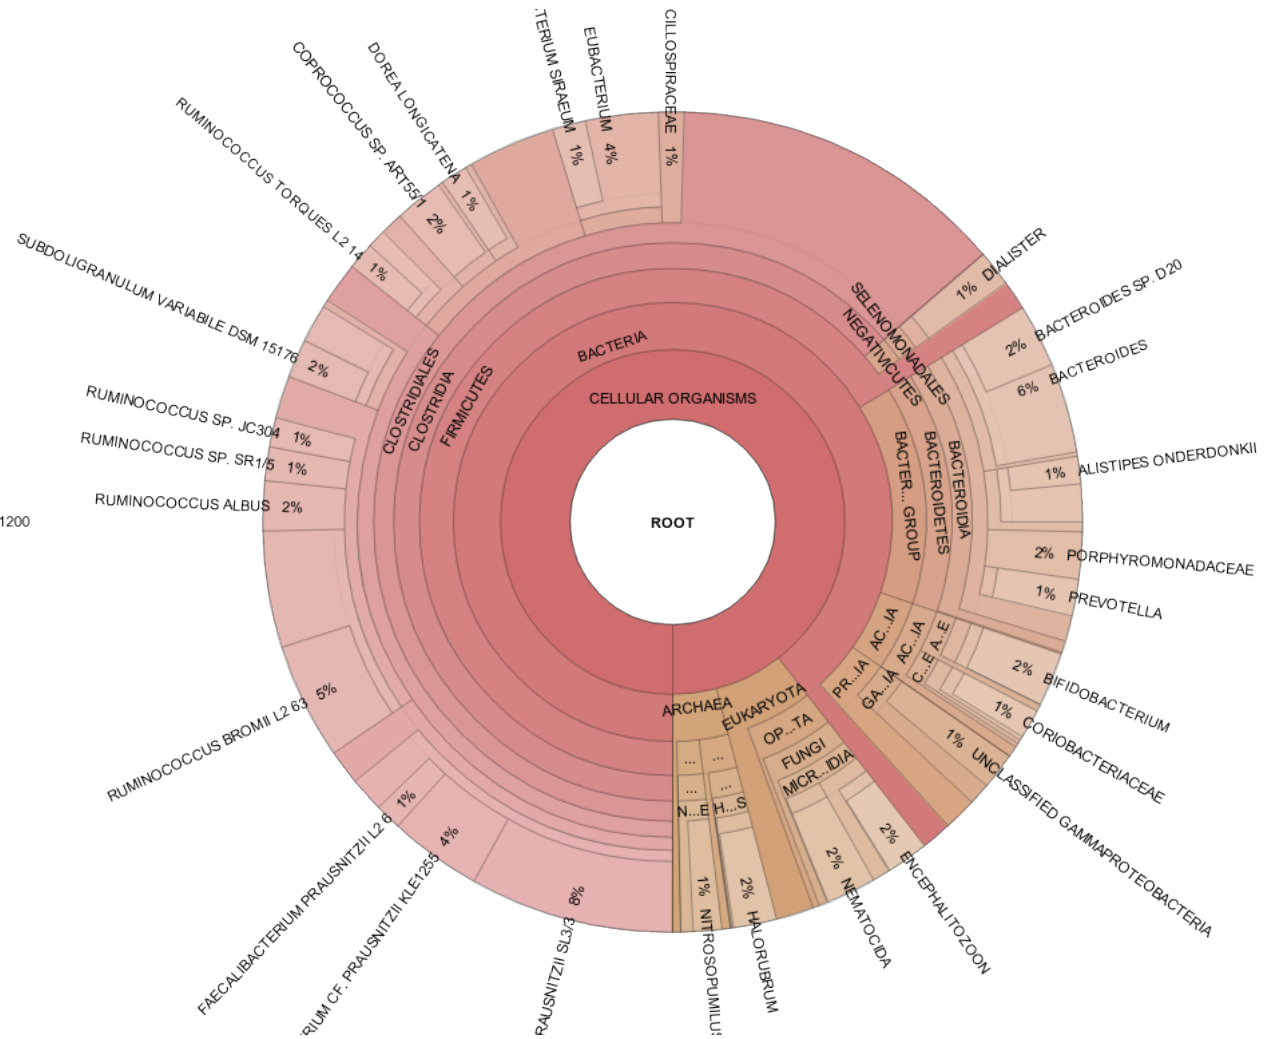 .TERIUM SIRAEUM 1%
EUBACTERIUM 4%
CILLOSPIRACEAE 1%
DOREA LONGICATENA 1%
COPROCOCCUS SP. ART55/1 2%
RUMINOCOCCUS TORQUES L2 14 1%
SUBDOLIGRANULUM VARIABILE DSM 15176 2%
RUMINOCOCCUS SP. JC304 1%
RUMINOCOCCUS SP. SR1/5 1%
RUMINOCOCCUS ALBUS 2%
1200
RUMINOCOCCUS BROMII L2 63 5%
FAECALIBACTERIUM PRAUSNITZII L2 6 1%
RIUM CF. PRAUSNITZII KLE1255 4%
RAUSNITZII SL3/3 8%
1% DIALISTER
2% BACTEROIDES SP. D20
6% BACTEROIDES
1% ALISTIPES ONDERDONKII
2% PORPHYROMONADACEAE
1% PREVOTELLA
2% BIFIDOBACTERIUM
1% CORIOBACTERIACEAE
1% UNCLASSIFIED GAMMAPROTEOBACTERIA
2% ENCEPHALITOZOON
2% NEMATOCIDA
2% HALORUBRUM
1% NITROSOPUMILUS
SELENOMONADALES
NEGATIVICUTES
CLOSTRIDIALES
CLOSTRIDIA
FIRMICUTES
BACTERIA
CELLULAR ORGANISMS
ROOT
BACTER... GROUP
BACTEROIDETES
BACTEROIDIA
AC...IA
AC...IA
A...E
C...E
PR...IA
GA...IA
ARCHAEA
EUKARYOTA
OP...TA
FUNGI
MICR...IDIA
...
...
...
...
N...E
H...S